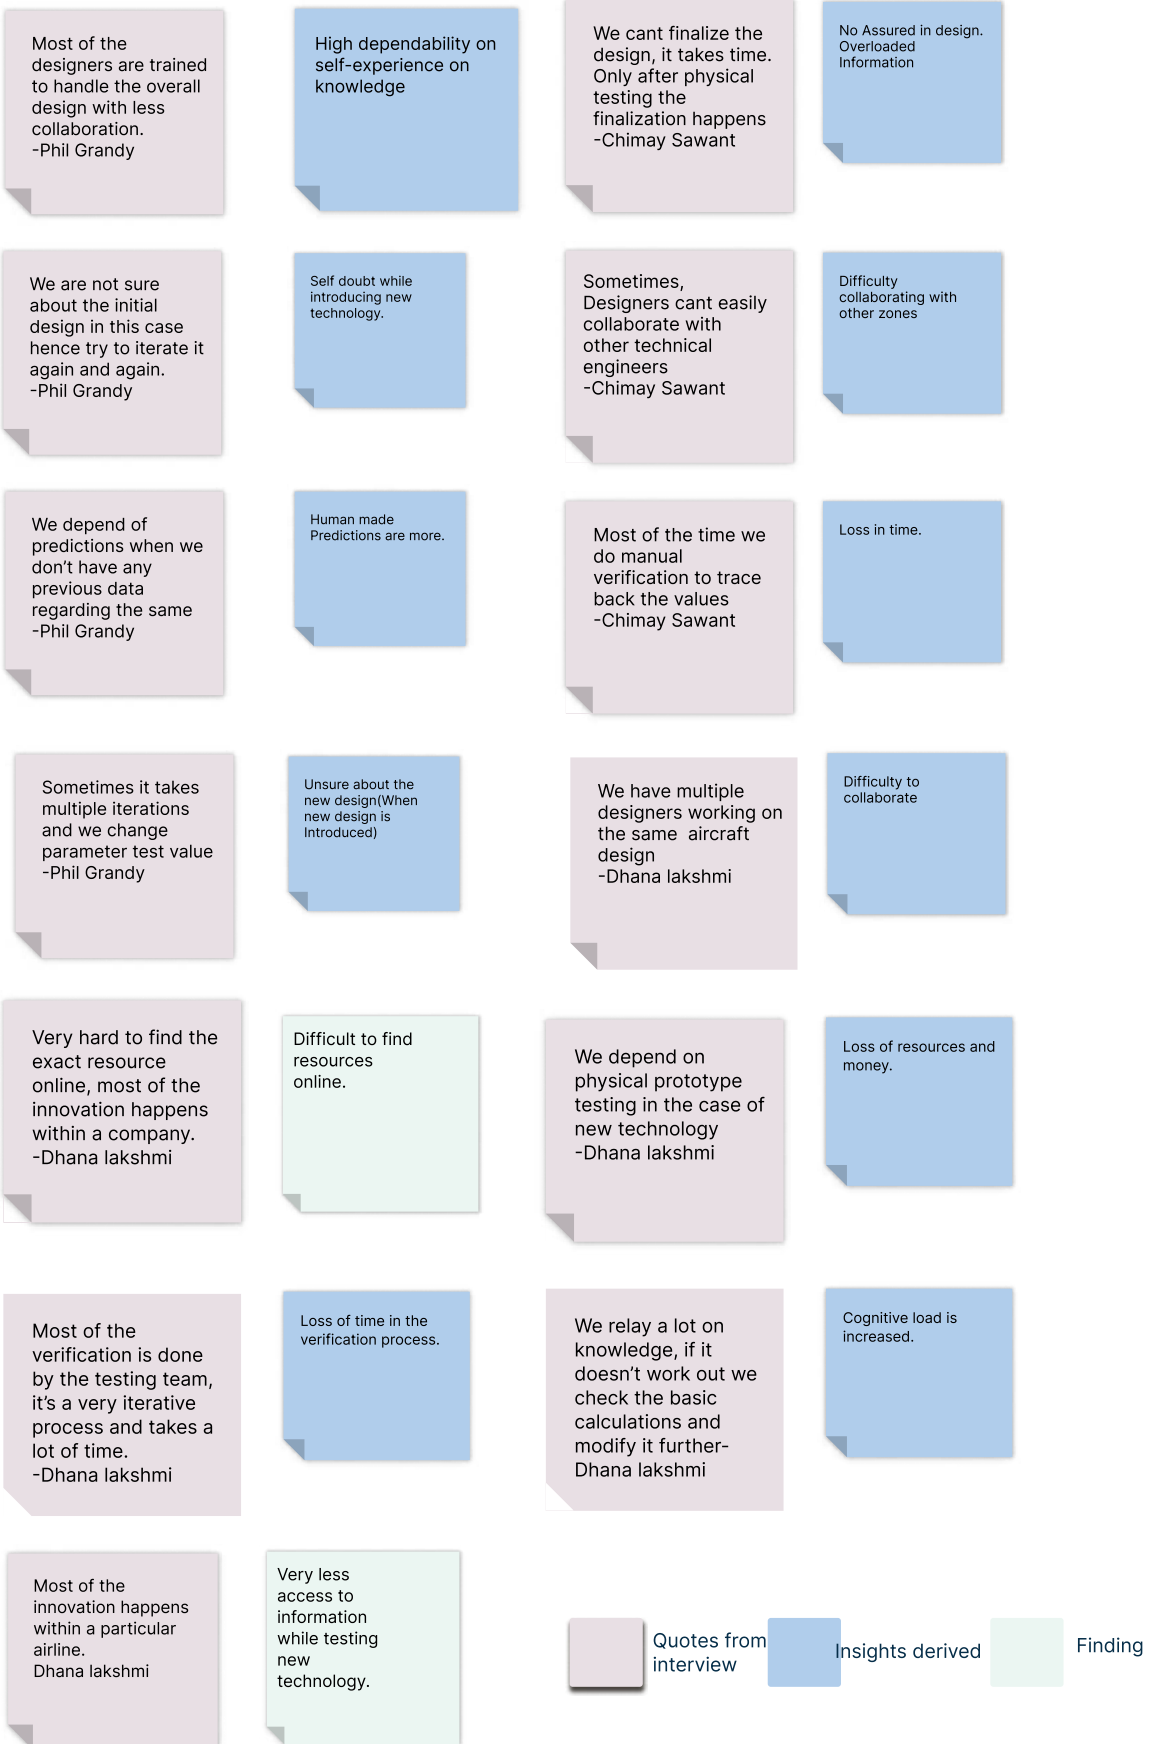 Most of the
designers are trained
to handle the overall
design with less
collaboration.
-Phil Grandy
High dependability on
self-experience on
knowledge
We cant finalize the
design, it takes time.
Only after physical
testing the
finalization happens
-Chimay Sawant
No Assured in design.
Overloaded
Information
We are not sure
about the initial
design in this case
hence try to iterate it
again and again.
-Phil Grandy
Self doubt while
introducing new
technology.
Sometimes,
Designers cant easily
collaborate with
other technical
engineers
-Chimay Sawant
Difficulty
collaborating with
other zones
We depend of
predictions when we
don’t have any
previous data
regarding the same
-Phil Grandy
Human made
Predictions are more.
Most of the time we
do manual
verification to trace
back the values
-Chimay Sawant
Loss in time.
Sometimes it takes
multiple iterations
and we change
parameter test value
-Phil Grandy
Unsure about the
new design(When
new design is
Introduced)
We have multiple
designers working on
the same  aircraft
design
-Dhana lakshmi
Difficulty to
collaborate
Very hard to find the
exact resource
online, most of the
innovation happens
within a company.
-Dhana lakshmi
Difficult to find
resources
online.
We depend on
physical prototype
testing in the case of
new technology
-Dhana lakshmi
Loss of resources and
money.
Most of the
verification is done
by the testing team,
it’s a very iterative
process and takes a
lot of time.
-Dhana lakshmi
Loss of time in the
verification process.
We relay a lot on
knowledge, if it
doesn’t work out we
check the basic
calculations and
modify it further-
Dhana lakshmi
Cognitive load is
increased.
Most of the
innovation happens
within a particular
airline.
Dhana lakshmi
Very less
access to
information
while testing
new
technology.
Quotes from
interview
Insights derived
Finding